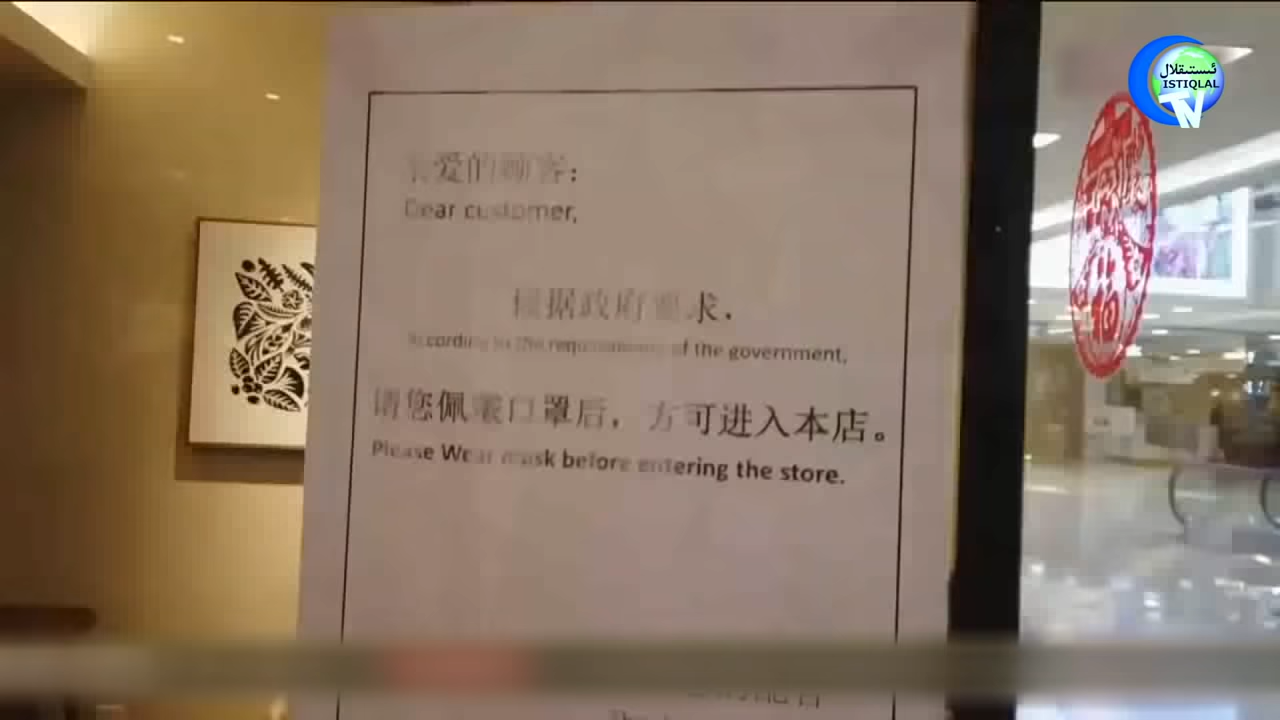 亲爱的顾客：
Dear customer,
根据政府要求，
According to the requirements of the government,
请您佩戴口罩后，方可进入本店。
Please Wear mask before entering the store.
ئىستىقلال
ISTIQLAL
TV